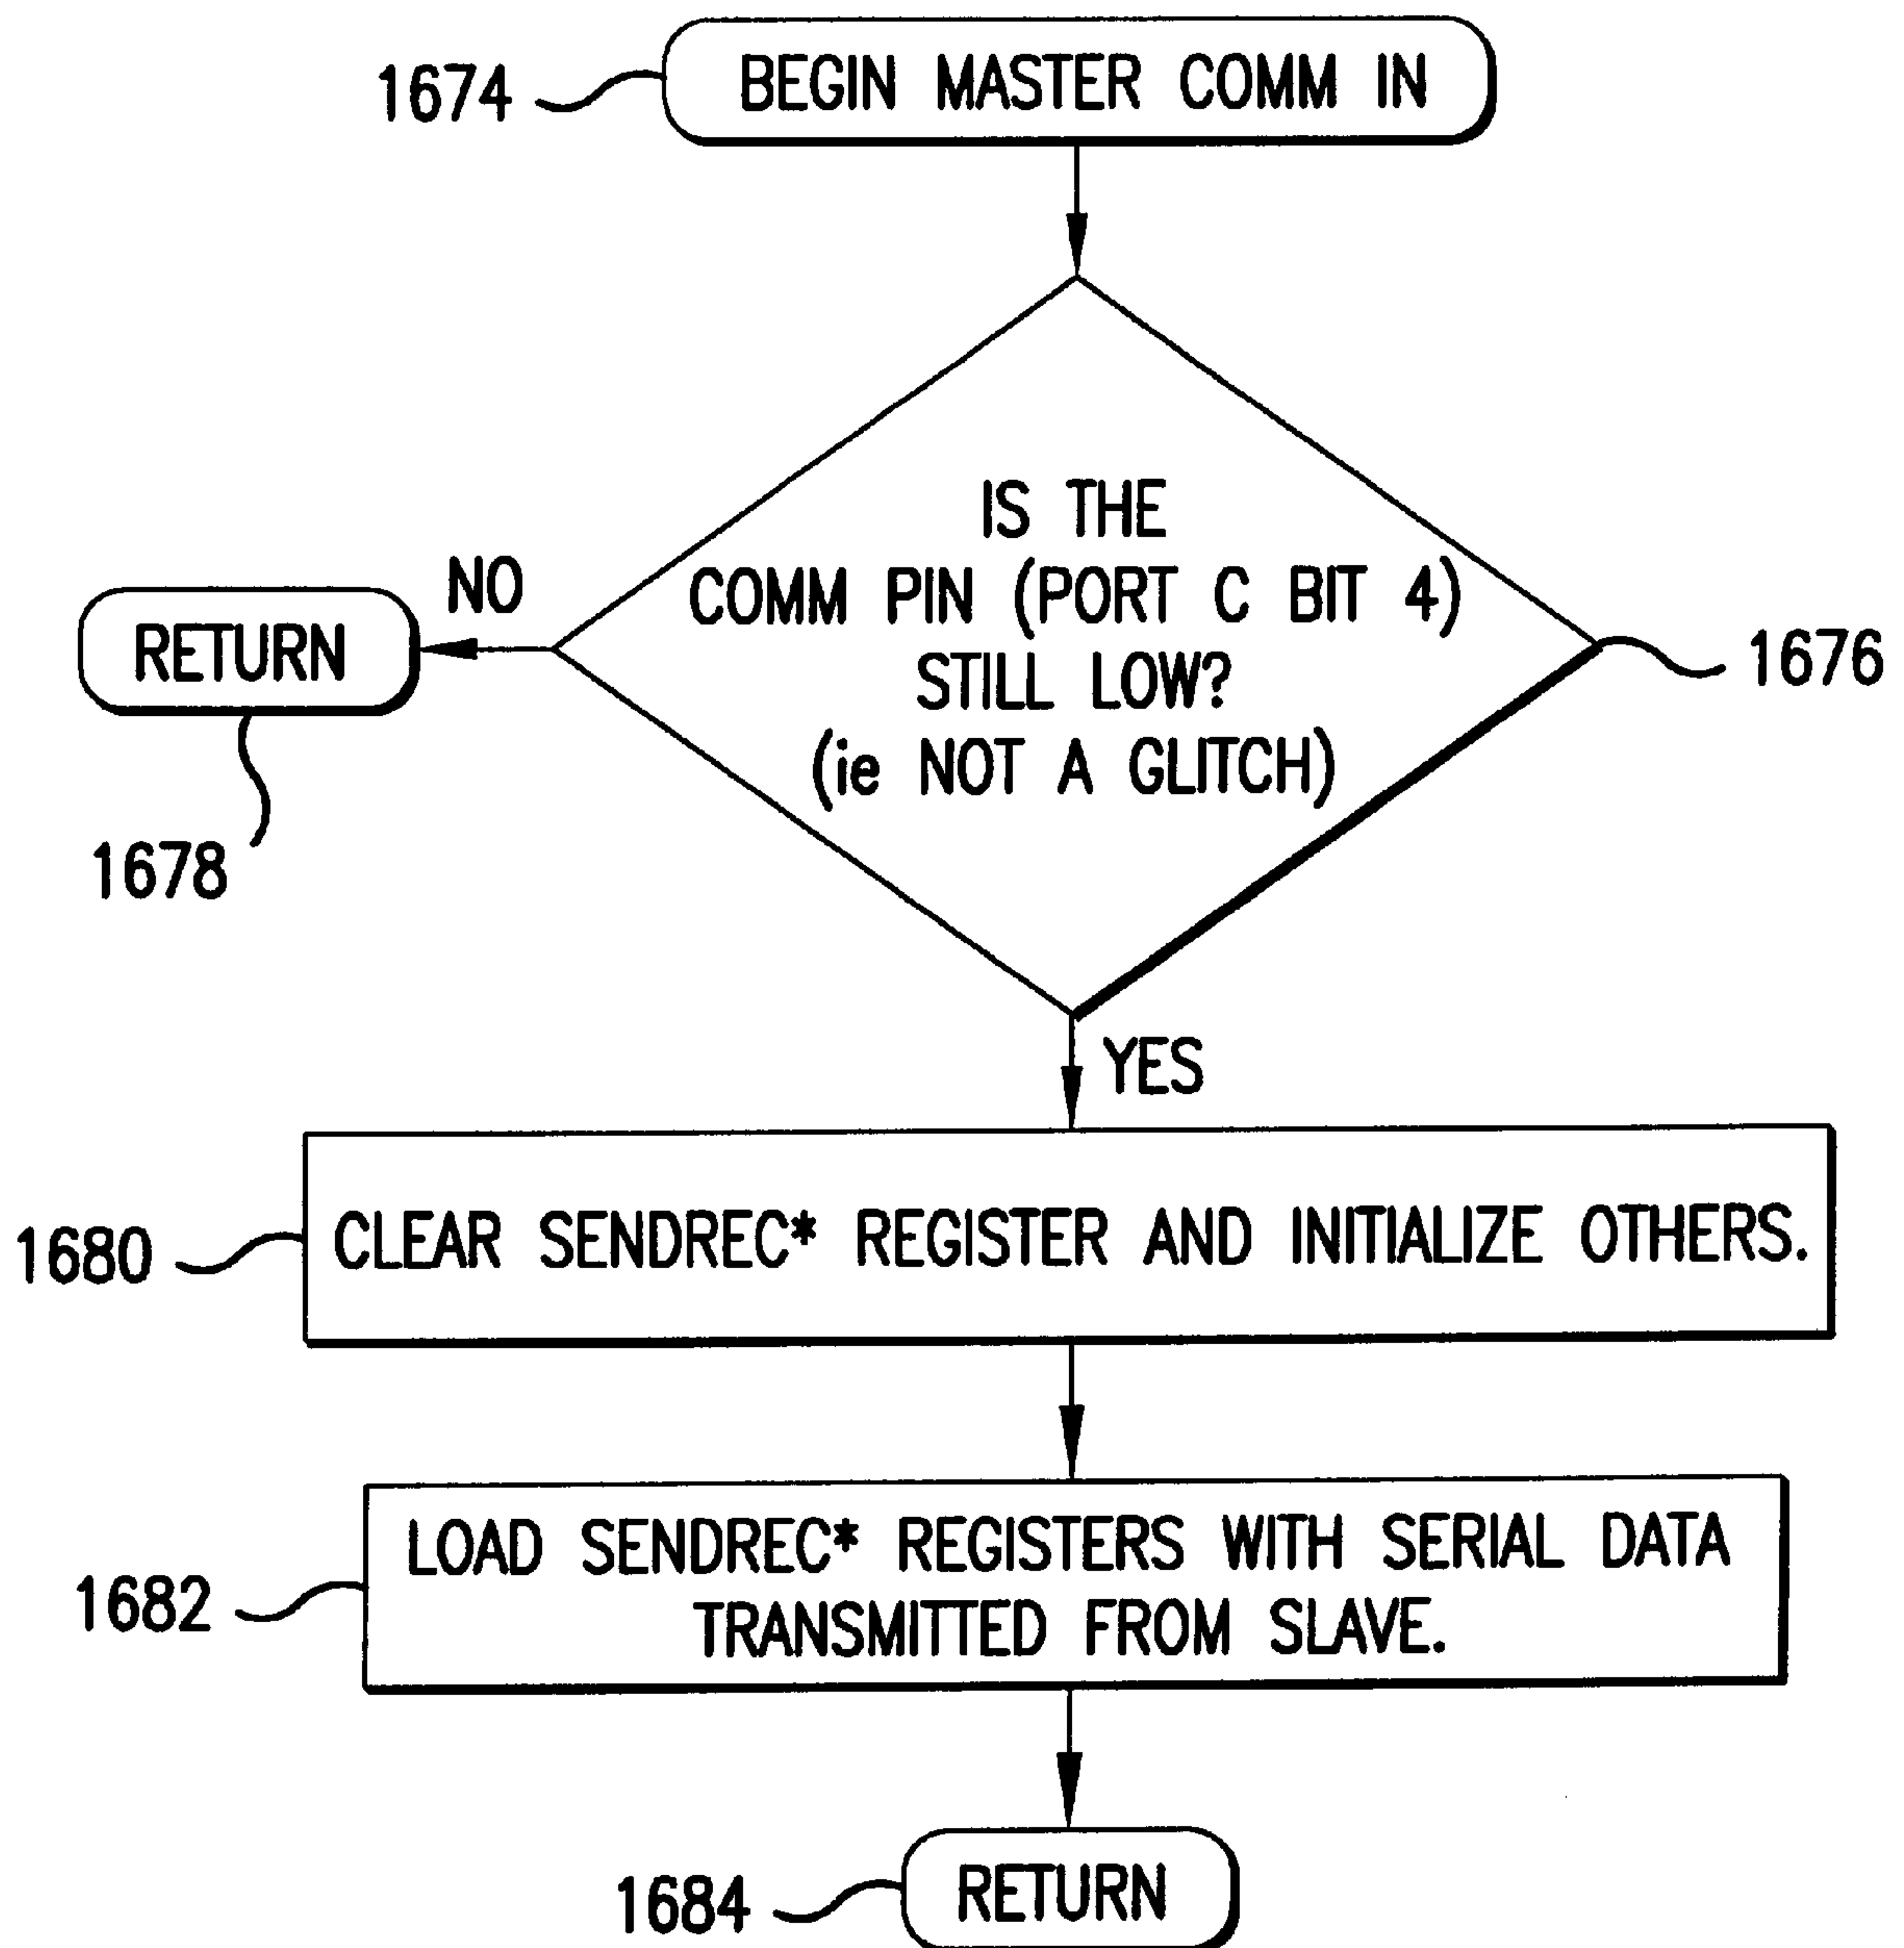 1674
BEGIN MASTER COMM IN
IS THE
COMM PIN (PORT C BIT 4)
STILL LOW?
(ie NOT A GLITCH)
1676
NO
RETURN
1678
YES
1680
CLEAR SENDREC* REGISTER AND INITIALIZE OTHERS.
1682
LOAD SENDREC* REGISTERS WITH SERIAL DATA
TRANSMITTED FROM SLAVE.
1684
RETURN